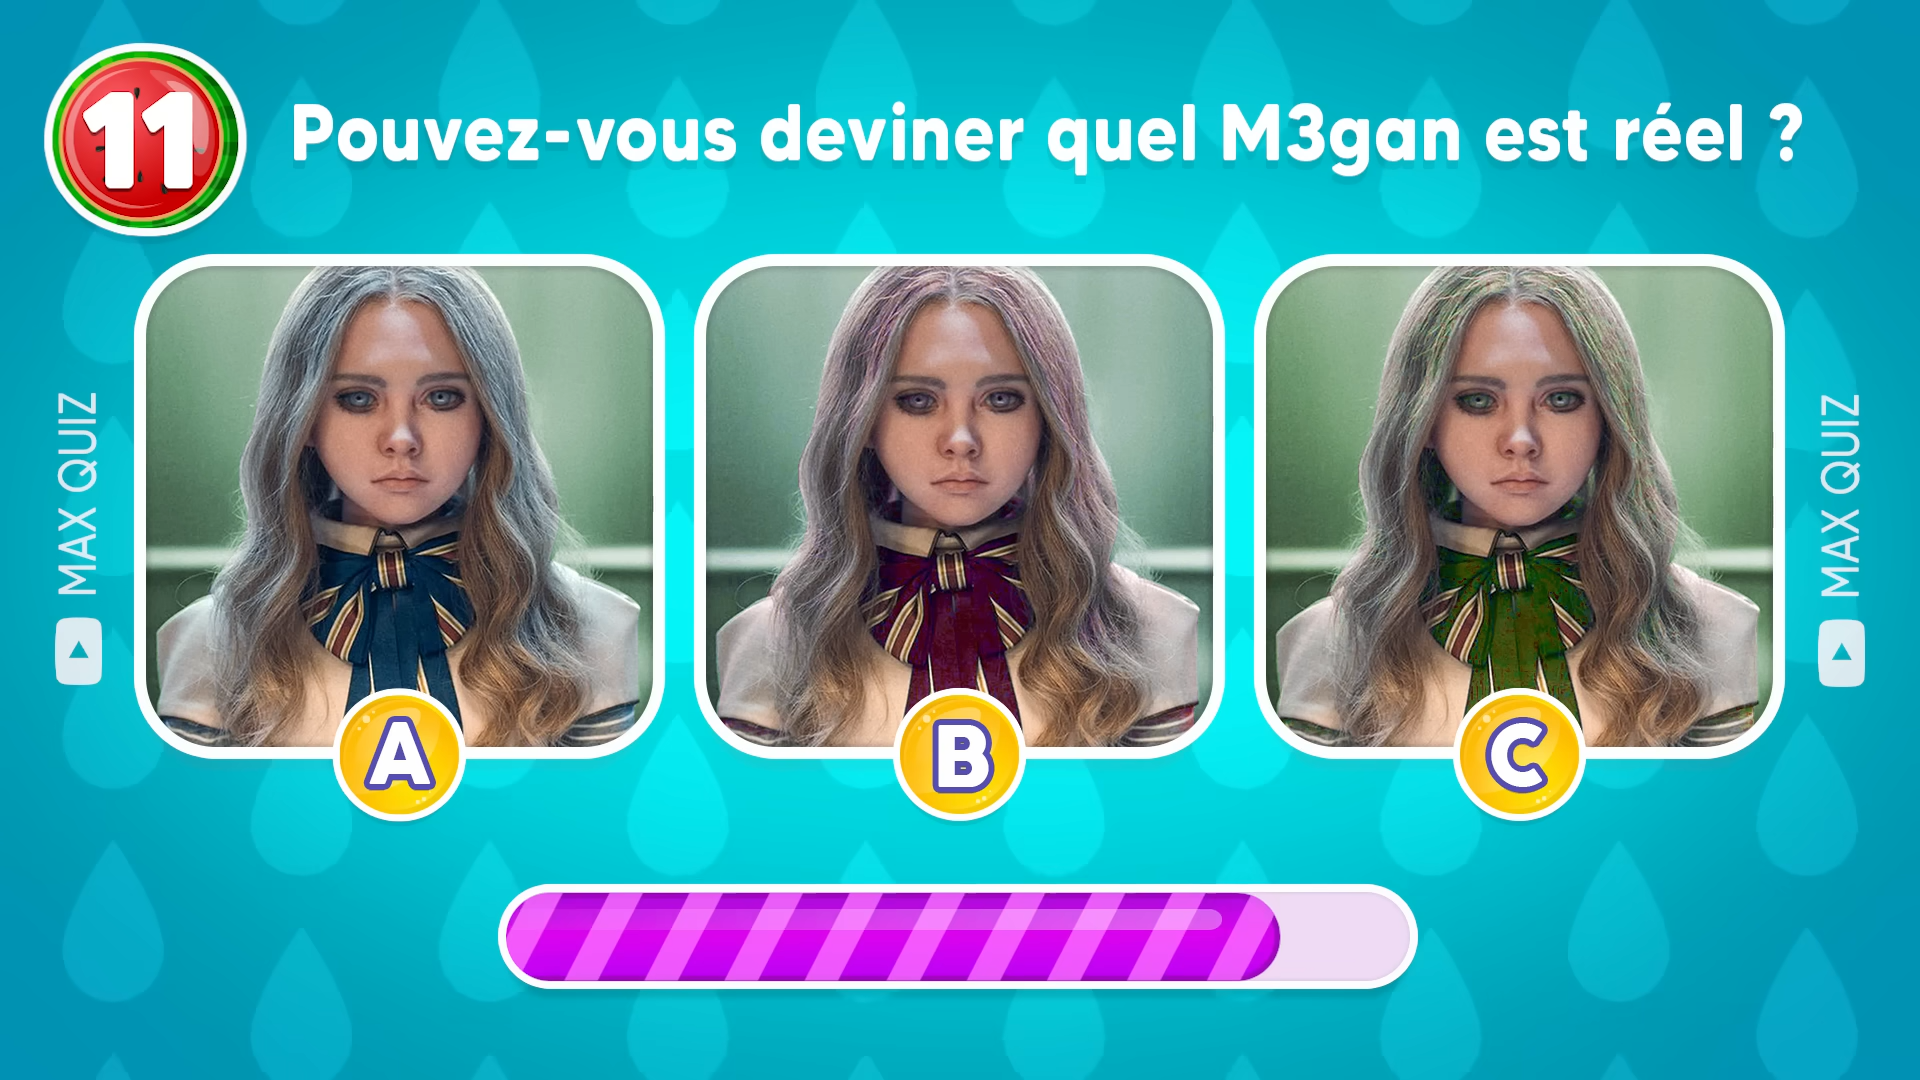 11
Pouvez-vous deviner quel M3gan est réel ?
MAX QUIZ
MAX QUIZ
A
B
C